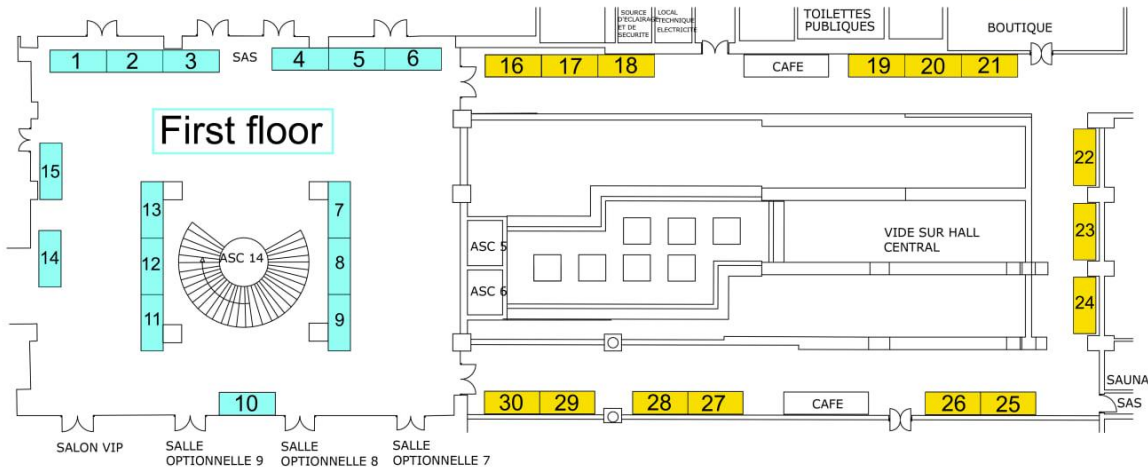 SOURCE
D'ECLAIRAGE
ET DE
SECURITE
LOCAL
TECHNIQUE
ELECTRICITE
TOILETTES
PUBLIQUES
BOUTIQUE
1 2 3 SAS 4 5 6
16 17 18 CAFE 19 20 21
First floor
15
22
13
7
14
12
ASC 14
8
ASC 5
VIDE SUR HALL
CENTRAL
23
ASC 6
11
9
24
SAUNA
10
30 29 28 27 CAFE 26 25 SAS
SALON VIP
SALLE
OPTIONNELLE 9
SALLE
OPTIONNELLE 8
SALLE
OPTIONNELLE 7